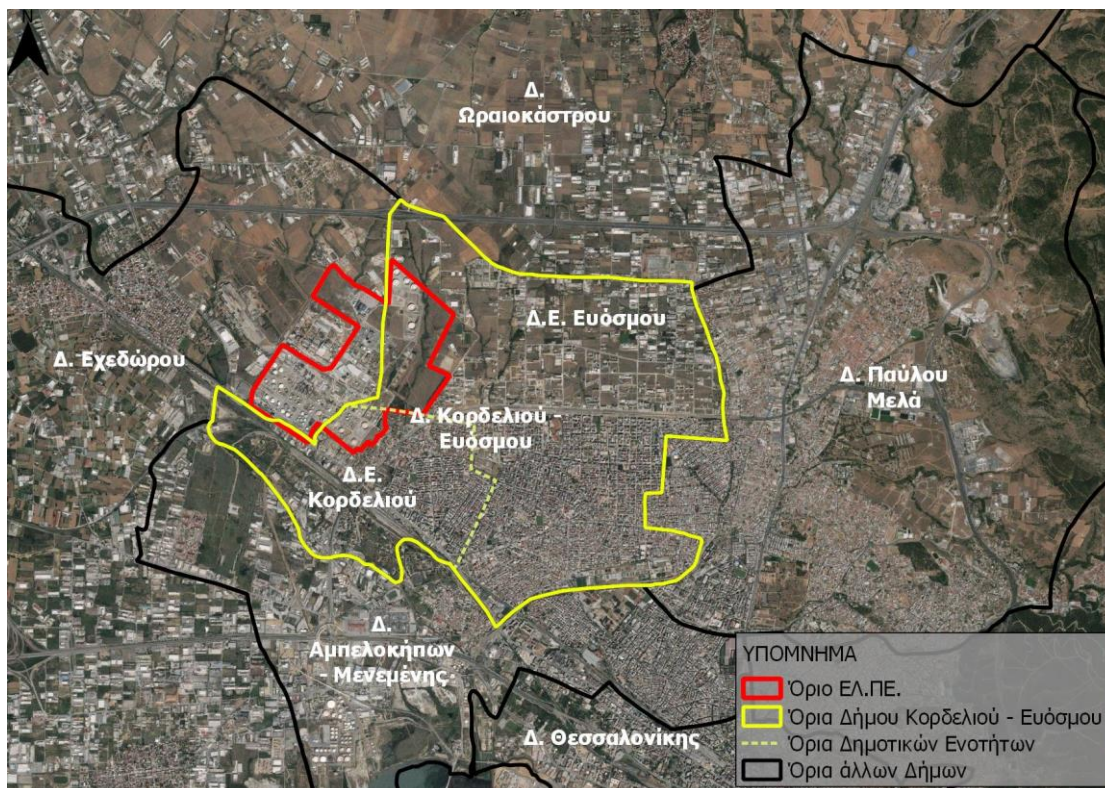 N
Δ.
Ωραιοκάστρου
Δ.Ε. Ευόσμου
Δ. Εχεδώρου
Δ. Παύλου
Μελά
Δ. Κορδελιού -
Ευόσμου
Δ.Ε.
Κορδελιού
Δ.
Αμπελοκήπων
- Μενεμένης
Δ. Θεσσαλονίκης
ΥΠΟΜΝΗΜΑ
Όριο ΕΛ.ΠΕ.
Όρια Δήμου Κορδελιού - Ευόσμου
Όρια Δημοτικών Ενοτήτων
Όρια άλλων Δήμων